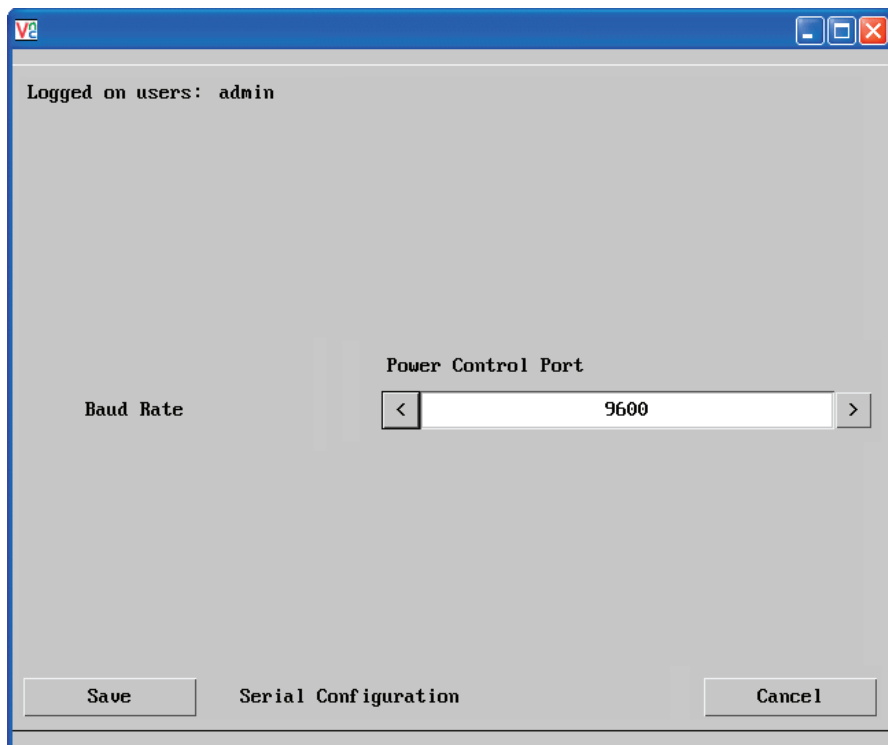 Logged on users: admin
Power Control Port
Baud Rate < 9600 >
Save Serial Configuration Cancel